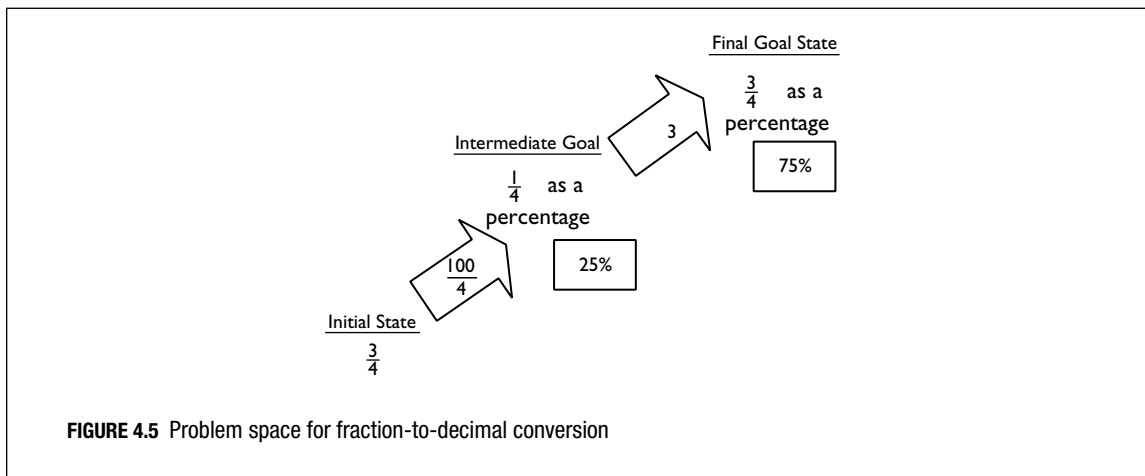 Final Goal State
3/4 as a
percentage
75%
3
Intermediate Goal
1/4 as a
percentage
25%
100/4
Initial State
3/4
FIGURE 4.5 Problem space for fraction-to-decimal conversion